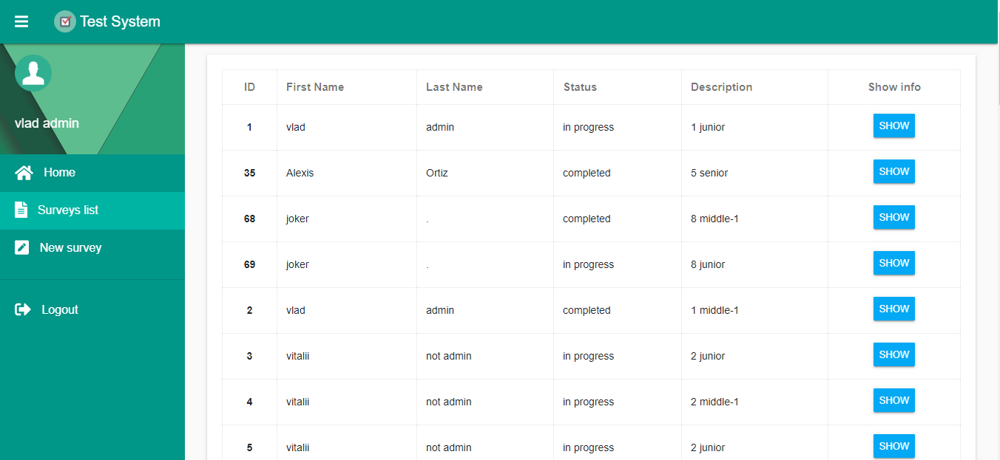 Test System
vlad admin
Home
Surveys list
New survey
Logout
ID First Name Last Name Status Description Show info
1 vlad admin in progress 1 junior SHOW
35 Alexis Ortiz completed 5 senior SHOW
68 joker . completed 8 middle-1 SHOW
69 joker . in progress 8 junior SHOW
2 vlad admin completed 1 middle-1 SHOW
3 vitalii not admin in progress 2 junior SHOW
4 vitalii not admin in progress 2 middle-1 SHOW
5 vitalii not admin in progress 2 junior SHOW